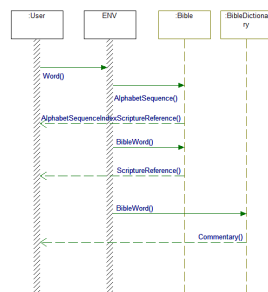 :User
ENV
:Bible
:BibleDictiona
ry
Word()
AlphabetSequence()
AlphabetSequenceIndexScriptureReference()
BibleWord()
ScriptureReference()
BibleWord()
Commentary()